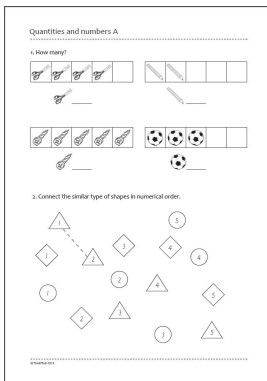 Quantities and numbers A
1. How many?
2. Connect the similar type of shapes in numerical order.
1 5
3 4
1 2 4
2
1 4 5
2 3
3 5